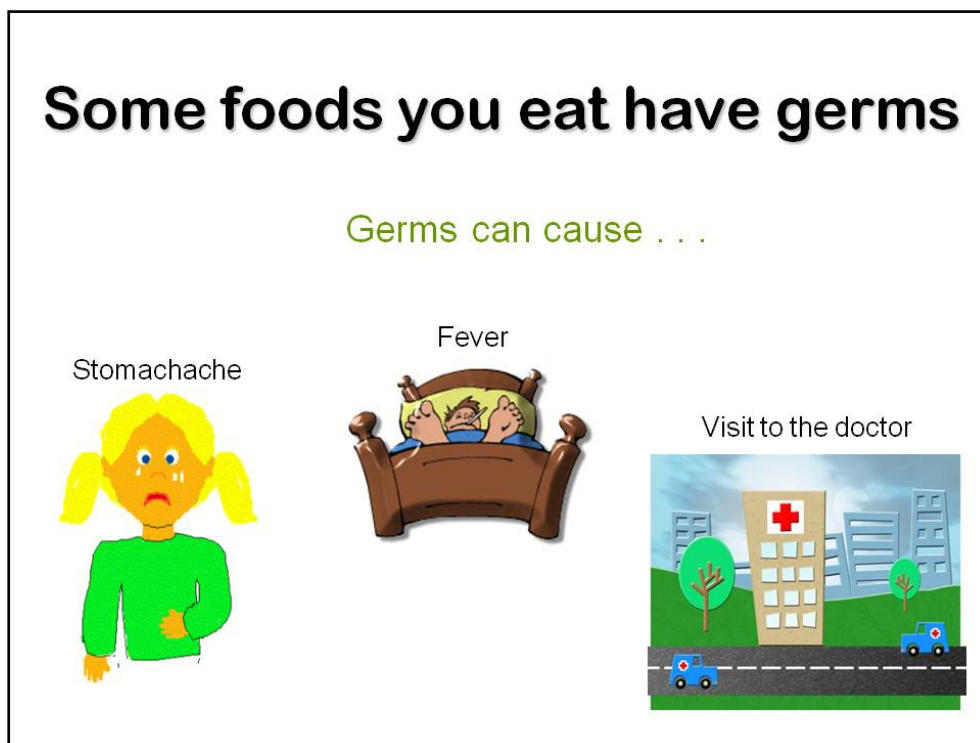 Some foods you eat have germs
Germs can cause . . .
Stomachache
Fever
Visit to the doctor